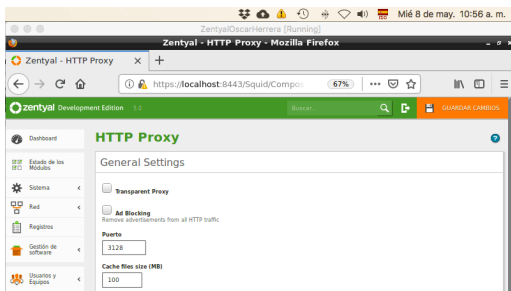 Mié 8 de may. 10:56 a. m.
ZentyalOscarHerrera [Running]
Zentyal - HTTP Proxy - Mozilla Firefox
Zentyal - HTTP Proxy
https://localhost:8443/Squid/Compos
67%
zentyal Development Edition 5.0
Buscar...
GUARDAR CAMBIOS
Dashboard
Estado de los
Módulos
Sistema
Red
Registros
Gestión de
software
Usuarios y
Equipos
HTTP Proxy
General Settings
Transparent Proxy
Ad Blocking
Remove advertisements from all HTTP traffic
Puerto
3128
Cache files size (MB)
100